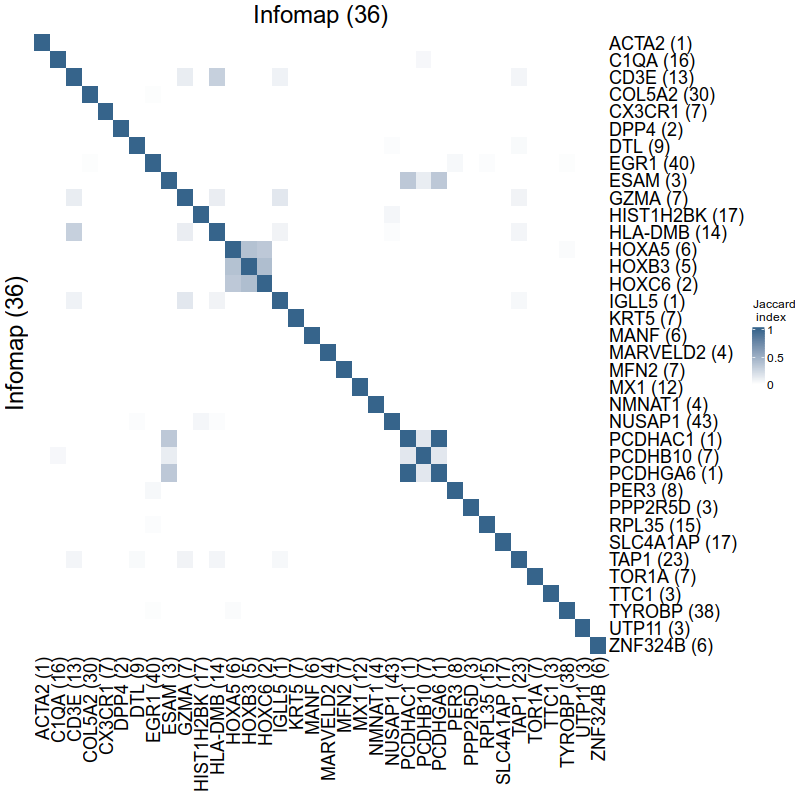 Infomap (36)
ACTA2 (1)
C1QA (16)
CD3E (13)
COL5A2 (30)
CX3CR1 (7)
DPP4 (2)
DTL (9)
EGR1 (40)
ESAM (3)
GZMA (7)
HIST1H2BK (17)
HLA-DMB (14)
HOXA5 (6)
HOXB3 (5)
HOXC6 (2)
IGLL5 (1)
KRT5 (7)
MANF (6)
MARVELD2 (4)
MFN2 (7)
MX1 (12)
NMNAT1 (4)
NUSAP1 (43)
PCDHAC1 (1)
PCDHB10 (7)
PCDHGA6 (1)
PER3 (8)
PPP2R5D (3)
RPL35 (15)
SLC4A1AP (17)
TAP1 (23)
TOR1A (7)
TTC1 (3)
TYROBP (38)
UTP11 (3)
ZNF324B (6)
Infomap (36)
Jaccard
index
1
0.5
0
ACTA2 (1)
C1QA (16)
CD3E (13)
COL5A2 (30)
CX3CR1 (7)
DPP4 (2)
DTL (9)
EGR1 (40)
ESAM (3)
GZMA (7)
HIST1H2BK (17)
HLA-DMB (14)
HOXA5 (6)
HOXB3 (5)
HOXC6 (2)
IGLL5 (1)
KRT5 (7)
MANF (6)
MARVELD2 (4)
MFN2 (7)
MX1 (12)
NMNAT1 (4)
NUSAP1 (43)
PCDHAC1 (1)
PCDHB10 (7)
PCDHGA6 (1)
PER3 (8)
PPP2R5D (3)
RPL35 (15)
SLC4A1AP (17)
TAP1 (23)
TOR1A (7)
TTC1 (3)
TYROBP (38)
UTP11 (3)
ZNF324B (6)